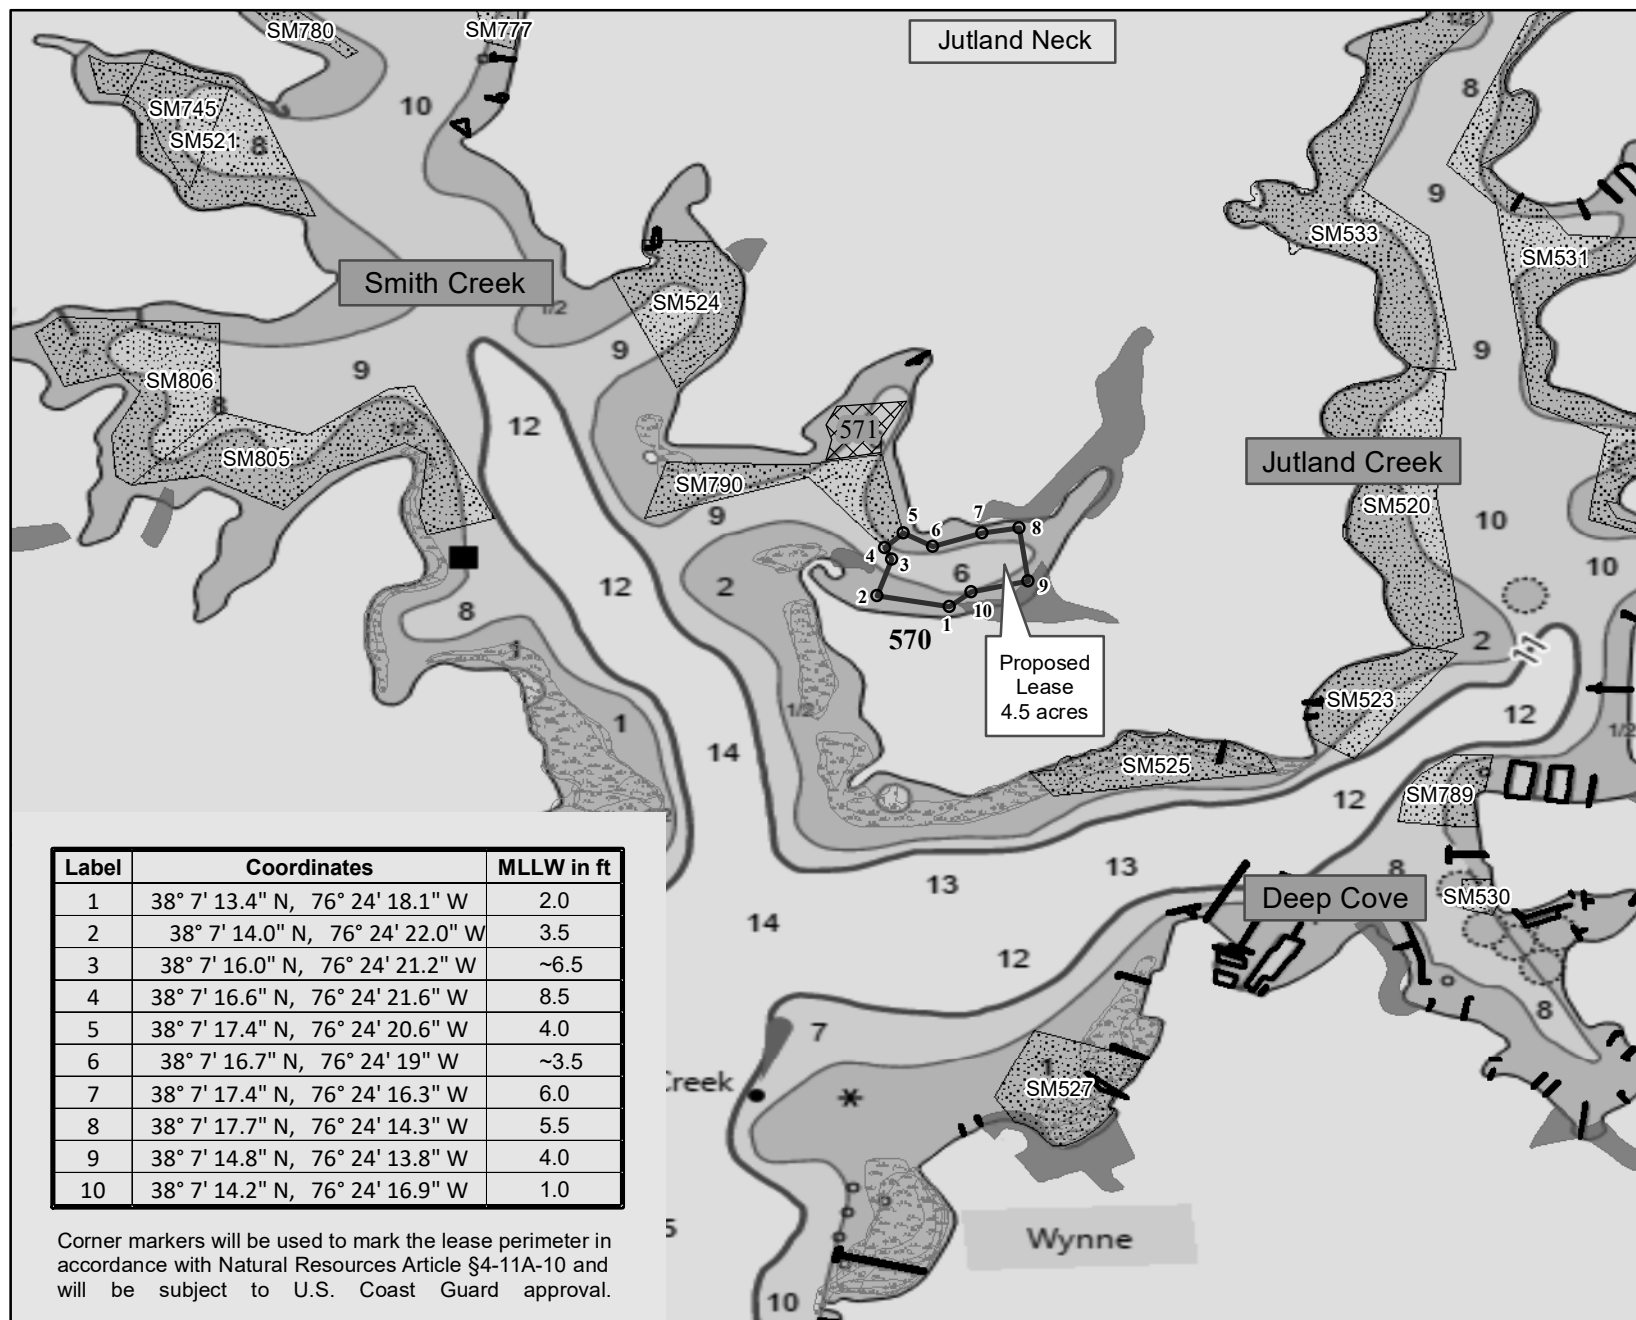 Jutland Neck
SM780
SM777
SM745
SM521
8
10
8
9
SM533
SM531
Smith Creek
1/2
SM524
9
9
9
SM806
8
12
1/2
SM805
571
Jutland Creek
SM790
9
SM520
10
5
7
8
4
6
3
2
6
9
10
2
1
10
12
8
570
2
Proposed
Lease
4.5 acres
1
1
1/2
14
SM523
12
1/2
SM525
SM789
12
13
13
8
Deep Cove
SM530
14
12
8
7
Creek
1
SM527
Wynne
5
10
Label Coordinates MLLW in ft
1 38° 7' 13.4" N, 76° 24' 18.1" W 2.0
2 38° 7' 14.0" N, 76° 24' 22.0" W 3.5
3 38° 7' 16.0" N, 76° 24' 21.2" W ~6.5
4 38° 7' 16.6" N, 76° 24' 21.6" W 8.5
5 38° 7' 17.4" N, 76° 24' 20.6" W 4.0
6 38° 7' 16.7" N, 76° 24' 19" W ~3.5
7 38° 7' 17.4" N, 76° 24' 16.3" W 6.0
8 38° 7' 17.7" N, 76° 24' 14.3" W 5.5
9 38° 7' 14.8" N, 76° 24' 13.8" W 4.0
10 38° 7' 14.2" N, 76° 24' 16.9" W 1.0
Corner markers will be used to mark the lease perimeter in
accordance with Natural Resources Article §4-11A-10 and
will be subject to U.S. Coast Guard approval.